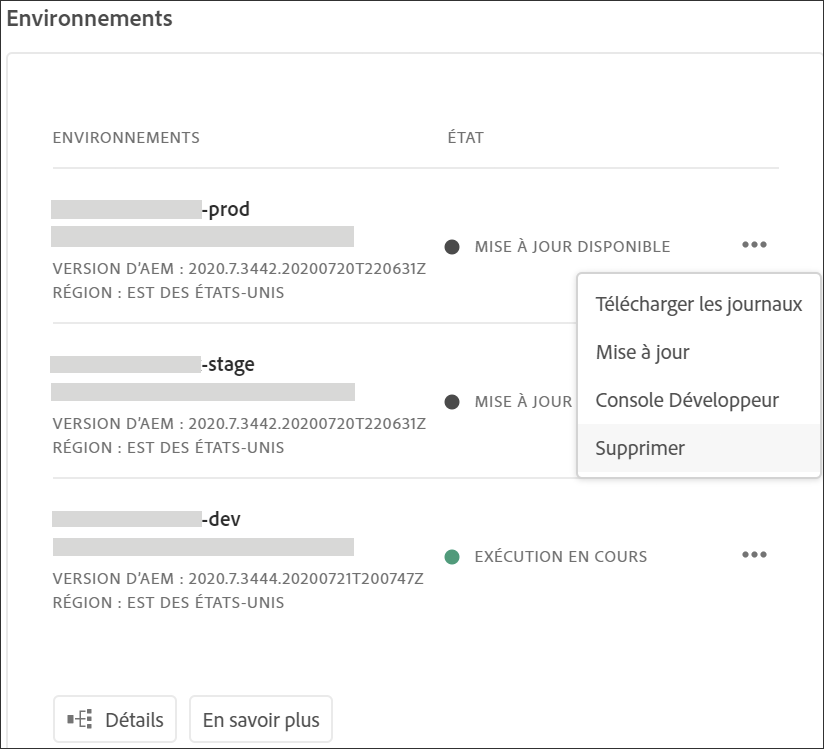 Environnements
ENVIRONNEMENTS
ÉTAT
-prod
VERSION D'AEM : 2020.7.3442.20200720T220631Z
RÉGION : EST DES ÉTATS-UNIS
MISE À JOUR DISPONIBLE
Télécharger les journaux
Mise à jour
Console Développeur
Supprimer
-stage
VERSION D'AEM : 2020.7.3442.20200720T220631Z
RÉGION : EST DES ÉTATS-UNIS
MISE À JOUR
-dev
VERSION D'AEM : 2020.7.3444.20200721T200747Z
RÉGION : EST DES ÉTATS-UNIS
EXÉCUTION EN COURS
Détails
En savoir plus